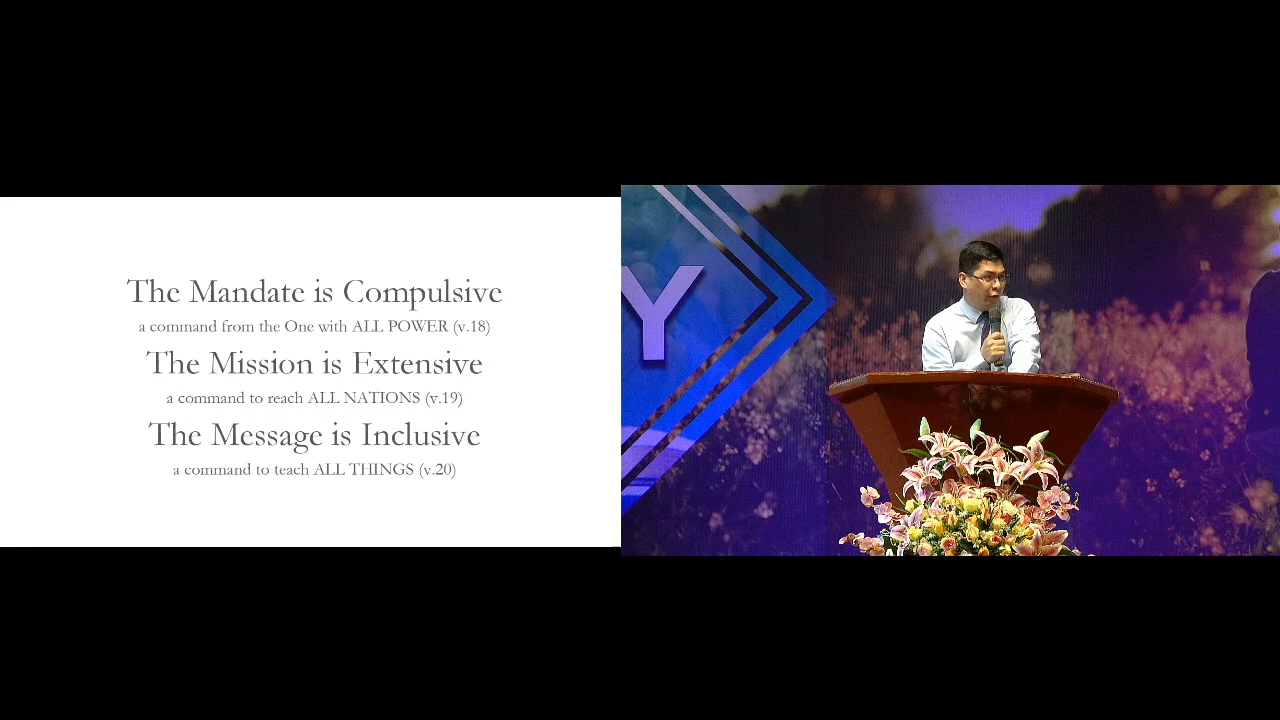 The Mandate is Compulsive
a command from the One with ALL POWER (v.18)
The Mission is Extensive
a command to reach ALL NATIONS (v.19)
The Message is Inclusive
a command to teach ALL THINGS (v.20)
Y